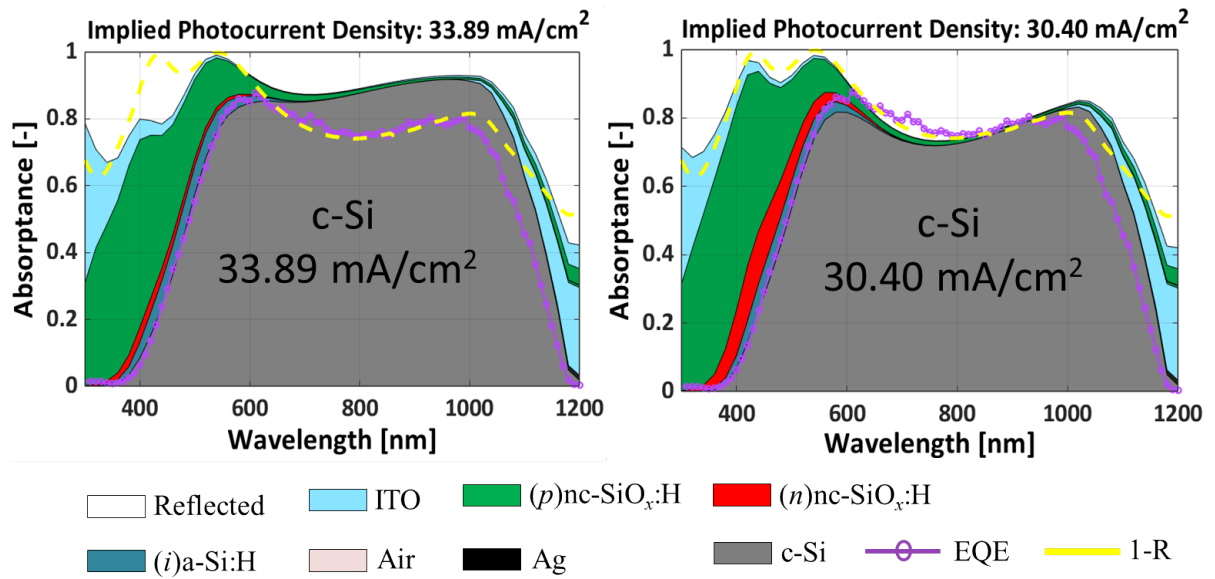 Implied Photocurrent Density: 33.89 mA/cm²
1
0.8
0.6
0.4
0.2
0
Absorptance [-]
c-Si
33.89 mA/cm²
400
600
800
1000
1200
Wavelength [nm]
Implied Photocurrent Density: 30.40 mA/cm²
1
0.8
0.6
0.4
0.2
0
Absorptance [-]
c-Si
30.40 mA/cm²
400
600
800
1000
1200
Wavelength [nm]
Reflected ITO (p)nc-SiOₓ:H (n)nc-SiOₓ:H
(i)a-Si:H Air Ag c-Si EQE 1-R